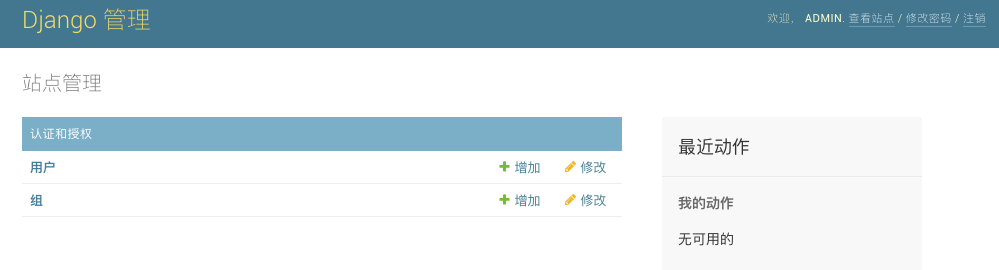 Django 管理
欢迎， ADMIN. 查看站点 / 修改密码 / 注销
站点管理
认证和授权
用户 增加 修改
组 增加 修改
最近动作
我的动作
无可用的